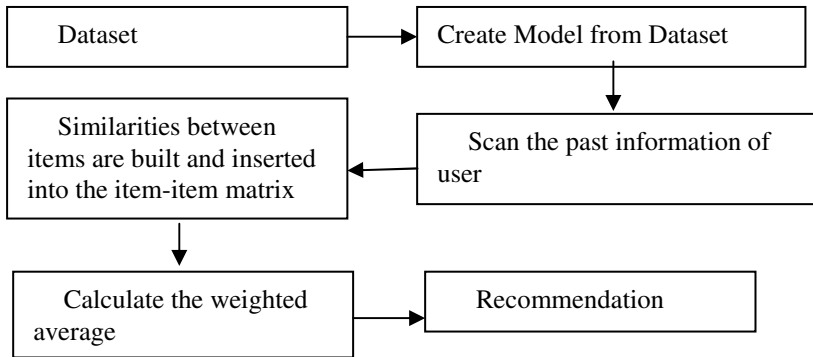 Dataset
Create Model from Dataset
Scan the past information of
user
Similarities between
items are built and inserted
into the item-item matrix
Calculate the weighted
average
Recommendation